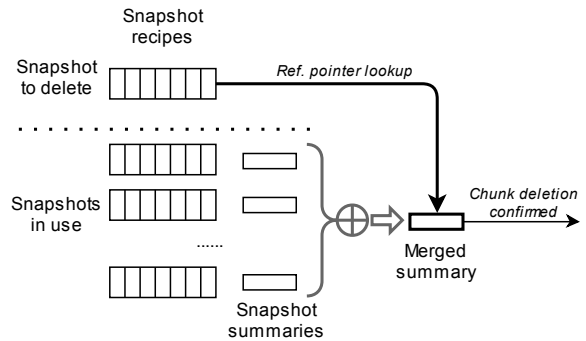 Snapshot
recipes
Snapshot
to delete
Ref. pointer lookup
Snapshots
in use
......
Chunk deletion
confirmed
Merged
summary
Snapshot
summaries